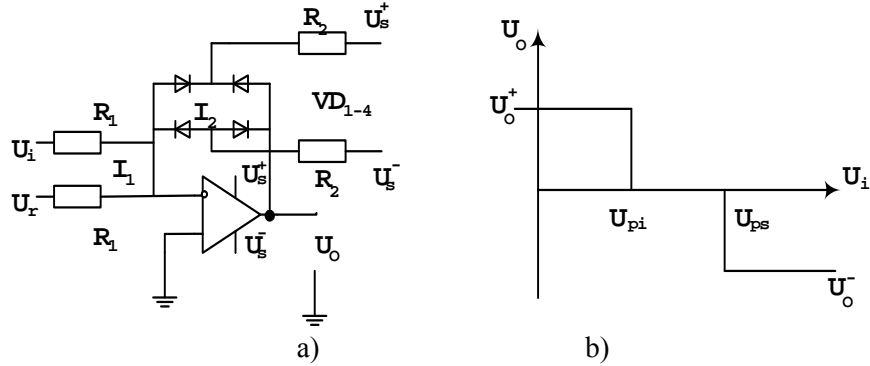 R2 Us+
R1 I2 VD1-4
Ui
I1 Us+ R2 Us-
Ur
R1 Us- Uo
a)
Uo
Uo+
Ui
Upi Ups
Uo-
b)